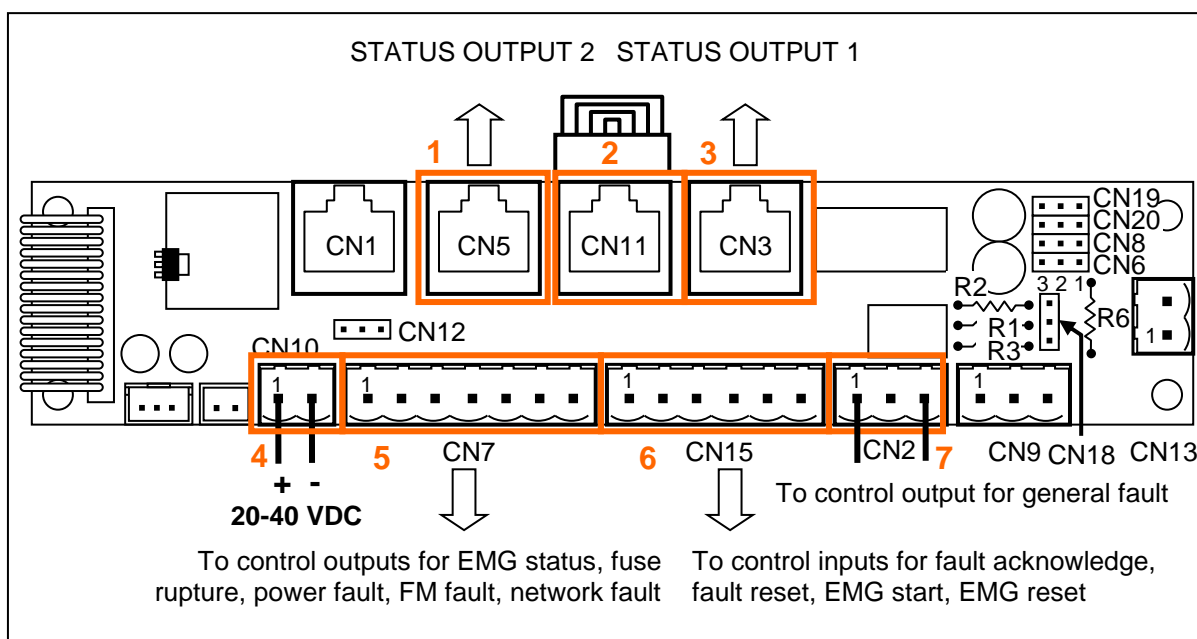 STATUS OUTPUT 2 STATUS OUTPUT 1
1 2 3
CN1 CN5 CN11 CN3
CN19
CN20
CN8
CN6
R2 3 2 1
R1 R6
R3
1
CN12
CN10
1 1 1 1
4 5 CN7 6 CN15 CN2 7 CN9 CN18 CN13
+ -
20-40 VDC
To control output for general fault
To control outputs for EMG status, fuse
rupture, power fault, FM fault, network fault
To control inputs for fault acknowledge,
fault reset, EMG start, EMG reset